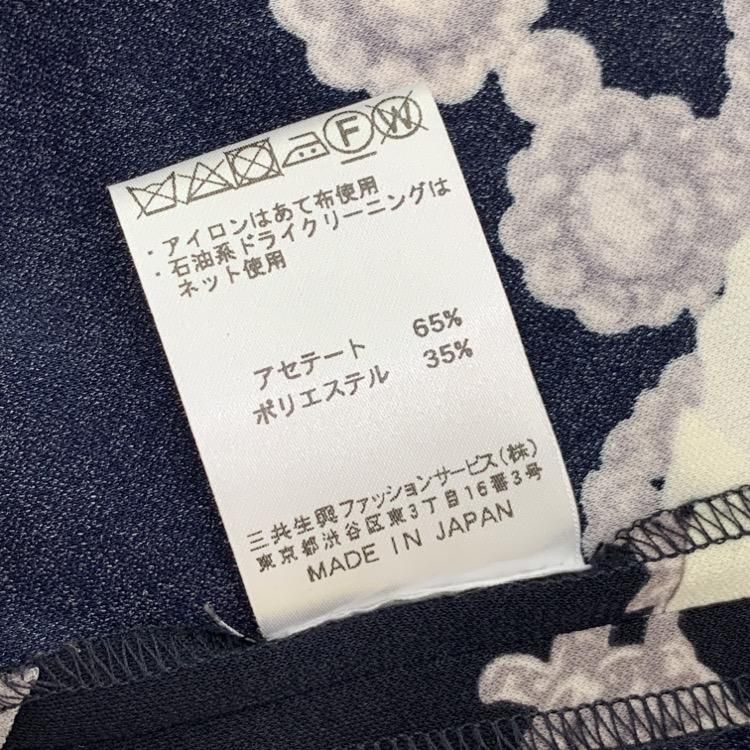 F W
・アイロンはあて布使用
・石油系ドライクリーニングは
ネット使用
アセテート 65%
ポリエステル 35%
三共生興ファッションサービス(株)
東京都渋谷区東3丁目16番3号
MADE IN JAPAN